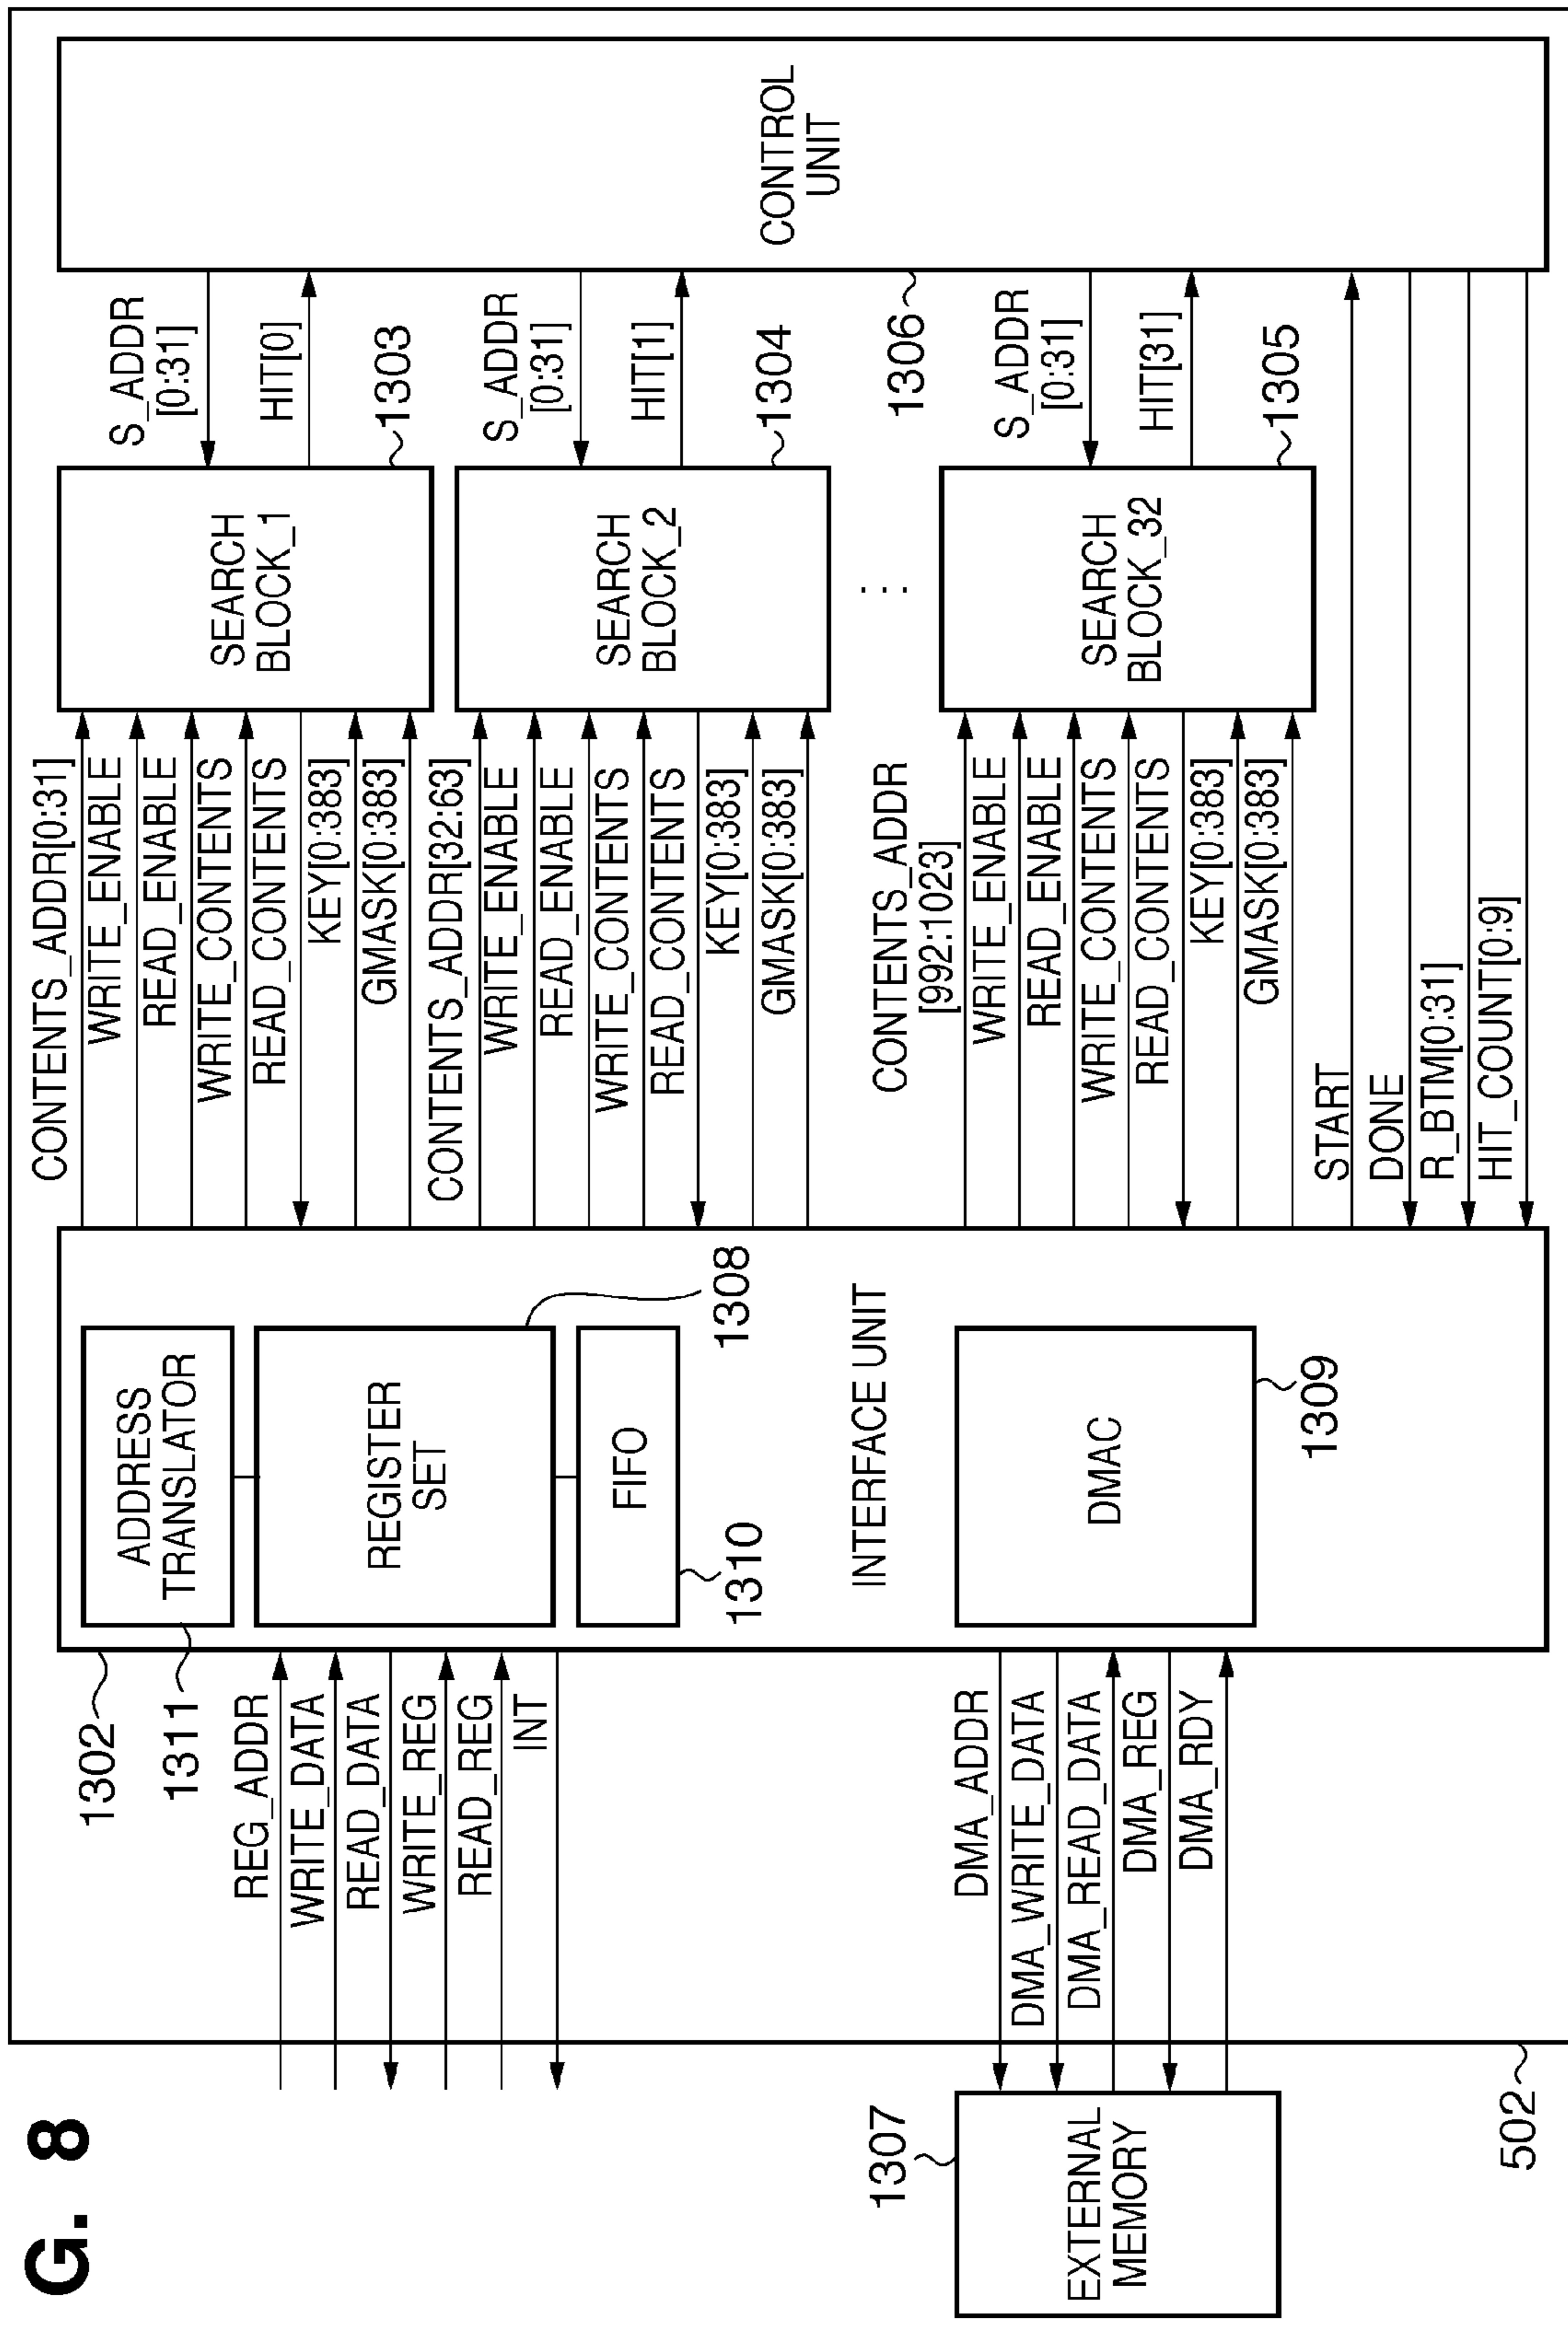 G. 8
1302
1311
ADDRESS
TRANSLATOR
REGISTER
SET
1308
FIFO
1310
INTERFACE UNIT
DMAC
1309
REG_ADDR
WRITE_DATA
READ_DATA
WRITE_REG
READ_REG
INT
1307
EXTERNAL
MEMORY
DMA_ADDR
DMA_WRITE_DATA
DMA_READ_DATA
DMA_REG
DMA_RDY
502
CONTENTS_ADDR[0:31]
WRITE_ENABLE
READ_ENABLE
WRITE_CONTENTS
READ_CONTENTS
KEY[0:383]
GMASK[0:383]
CONTENTS_ADDR[32:63]
WRITE_ENABLE
READ_ENABLE
WRITE_CONTENTS
READ_CONTENTS
KEY[0:383]
GMASK[0:383]
CONTENTS_ADDR
[992:1023]
WRITE_ENABLE
READ_ENABLE
WRITE_CONTENTS
READ_CONTENTS
KEY[0:383]
GMASK[0:383]
START
DONE
R_BTM[0:31]
HIT_COUNT[0:9]
SEARCH
BLOCK_1
1303
SEARCH
BLOCK_2
1304
...
SEARCH
BLOCK_32
1305
S_ADDR
[0:31]
HIT[0]
S_ADDR
[0:31]
HIT[1]
1306
S_ADDR
[0:31]
HIT[31]
CONTROL
UNIT